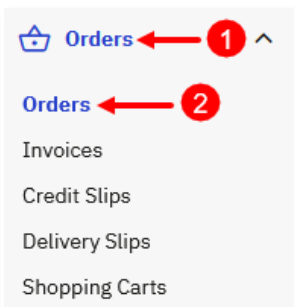 Orders 1
Orders 2
Invoices
Credit Slips
Delivery Slips
Shopping Carts